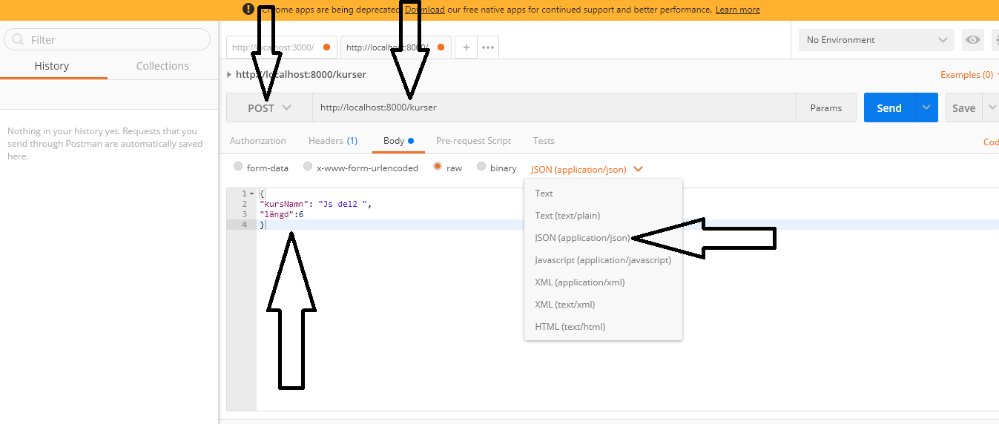 Chrome apps are being deprecated. Download our free native apps for continued support and better performance. Learn more
Filter
History Collections
Nothing in your history yet. Requests that you
send through Postman are automatically saved
here.
http://localhost:3000/ http://localhost:8000/ + •••
No Environment
http://localhost:8000/kurser
Examples (0)
POST http://localhost:8000/kurser Params Send Save
Authorization Headers (1) Body Pre-request Script Tests
form-data x-www-form-urlencoded raw binary JSON (application/json)
1 {
2 "kursNamn": "Js del2 ",
3 "längd":6
4 }
Text
Text (text/plain)
JSON (application/json)
Javascript (application/javascript)
XML (application/xml)
XML (text/xml)
HTML (text/html)